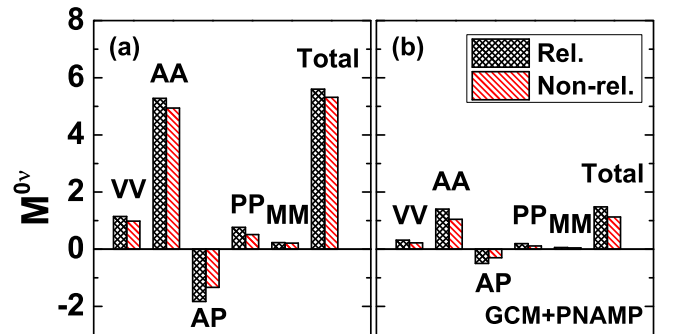 8
6
4
2
0
-2
M0ν
(a)
VV
AA
AP
PP
MM
Total
(b)
Rel.
Non-rel.
VV
AA
AP
PP
MM
Total
GCM+PNAMP